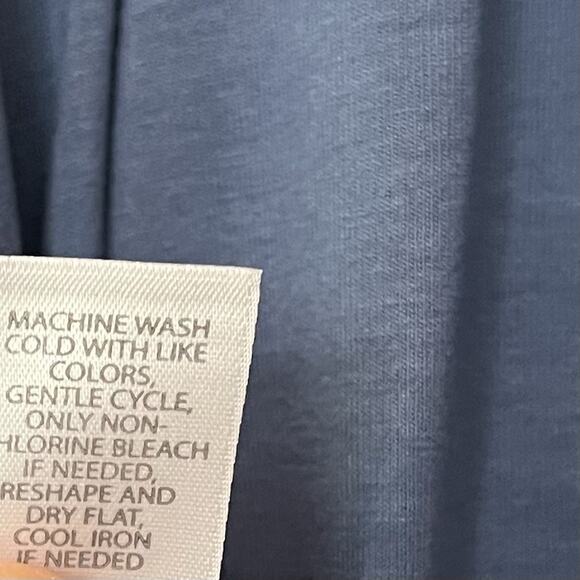 MACHINE WASH
COLD WITH LIKE
COLORS,
GENTLE CYCLE,
ONLY NON-
HLORINE BLEACH
IF NEEDED,
RESHAPE AND
DRY FLAT,
COOL IRON
IF NEEDED